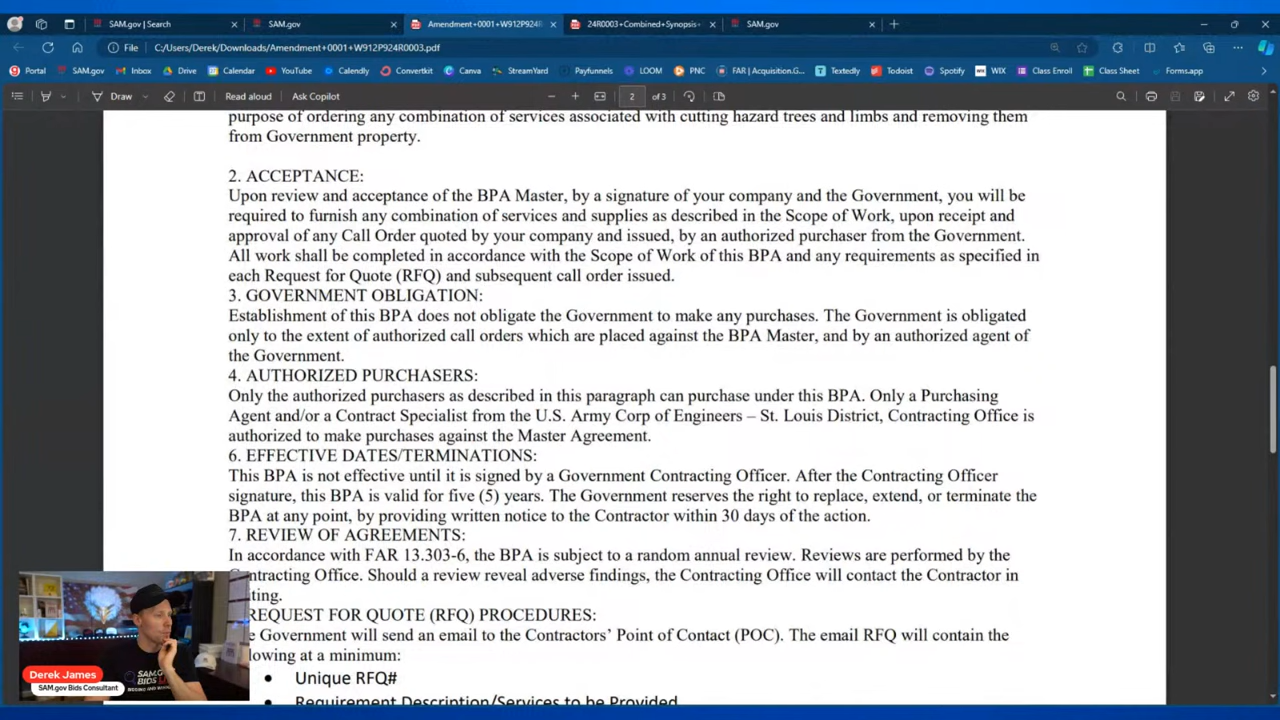 SAM.gov | Search
SAM.gov
Amendment+0001+W912P924R
24R0003+Combined+Synopsis
SAM.gov
File
C:/Users/Derek/Downloads/Amendment+0001+W912P924R0003.pdf
Portal
SAM.gov
Inbox
Drive
Calendar
YouTube
Calendly
Convertkit
Canva
StreamYard
Payfunnels
LOOM
PNC
FAR | Acquisition.G...
Textedly
Todoist
Spotify
WIX
Class Enroll
Class Sheet
Forms.app
Draw
Read aloud
Ask Copilot
2
of 3
purpose of ordering any combination of services associated with cutting hazard trees and limbs and removing them
from Government property.
2. ACCEPTANCE:
Upon review and acceptance of the BPA Master, by a signature of your company and the Government, you will be
required to furnish any combination of services and supplies as described in the Scope of Work, upon receipt and
approval of any Call Order quoted by your company and issued, by an authorized purchaser from the Government.
All work shall be completed in accordance with the Scope of Work of this BPA and any requirements as specified in
each Request for Quote (RFQ) and subsequent call order issued.
3. GOVERNMENT OBLIGATION:
Establishment of this BPA does not obligate the Government to make any purchases. The Government is obligated
only to the extent of authorized call orders which are placed against the BPA Master, and by an authorized agent of
the Government.
4. AUTHORIZED PURCHASERS:
Only the authorized purchasers as described in this paragraph can purchase under this BPA. Only a Purchasing
Agent and/or a Contract Specialist from the U.S. Army Corp of Engineers – St. Louis District, Contracting Office is
authorized to make purchases against the Master Agreement.
6. EFFECTIVE DATES/TERMINATIONS:
This BPA is not effective until it is signed by a Government Contracting Officer. After the Contracting Officer
signature, this BPA is valid for five (5) years. The Government reserves the right to replace, extend, or terminate the
BPA at any point, by providing written notice to the Contractor within 30 days of the action.
7. REVIEW OF AGREEMENTS:
In accordance with FAR 13.303-6, the BPA is subject to a random annual review. Reviews are performed by the
ntracting Office. Should a review reveal adverse findings, the Contracting Office will contact the Contractor in
ting.
REQUEST FOR QUOTE (RFQ) PROCEDURES:
e Government will send an email to the Contractors’ Point of Contact (POC). The email RFQ will contain the
owing at a minimum:
• Unique RFQ#
• Requirement Description/Services to be Provided
SAM.GOV
BIDS
Derek James
SAM.gov Bids Consultant